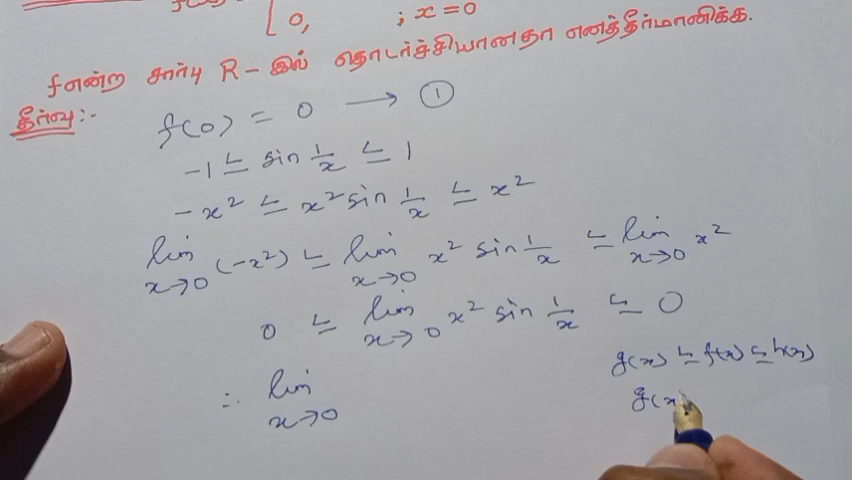 [ 0, ; x = 0
f என்ற சார்பு R - இல் தொடர்ச்சியானதா எனத்தீர்மானிக்க.
தீர்வு:-
f(0) = 0 → ①
-1 ≤ sin 1/x ≤ 1
-x² ≤ x² sin 1/x ≤ x²
lim x→0 (-x²) ≤ lim x→0 x² sin 1/x ≤ lim x→0 x²
0 ≤ lim x→0 x² sin 1/x ≤ 0
g(x) ≤ f(x) ≤ h(x)
∴ lim x→0
g(x